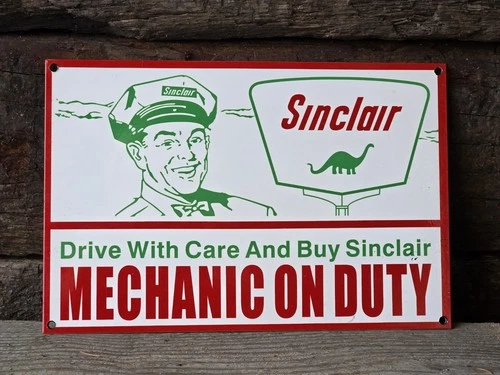 Sinclair
Sinclair
Drive With Care And Buy Sinclair
MECHANIC ON DUTY